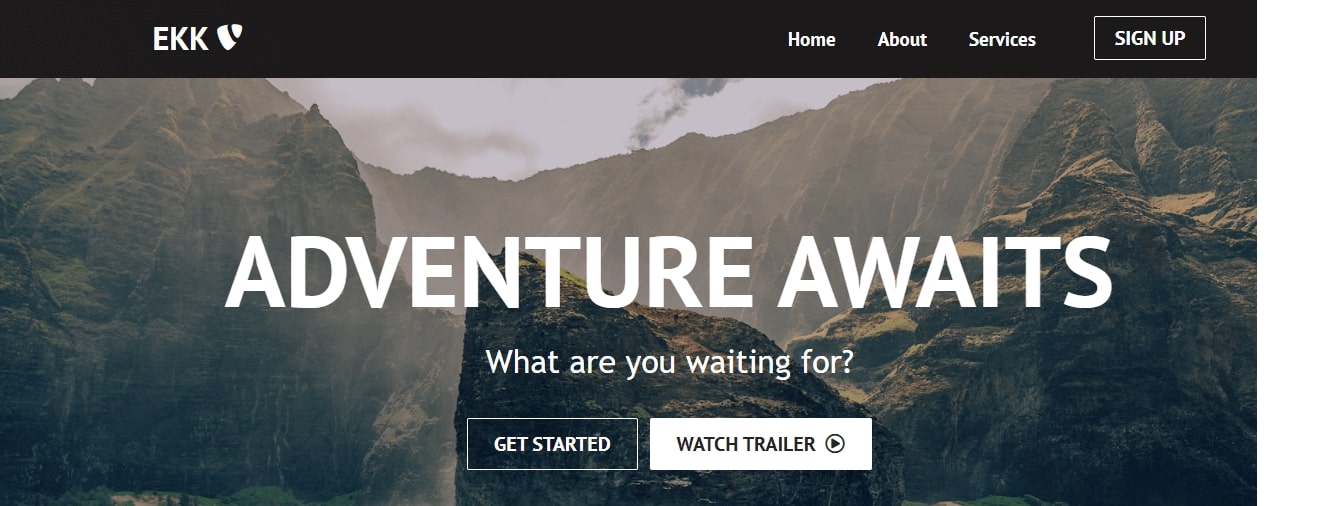 EKK
Home About Services SIGN UP
ADVENTURE AWAITS
What are you waiting for?
GET STARTED WATCH TRAILER